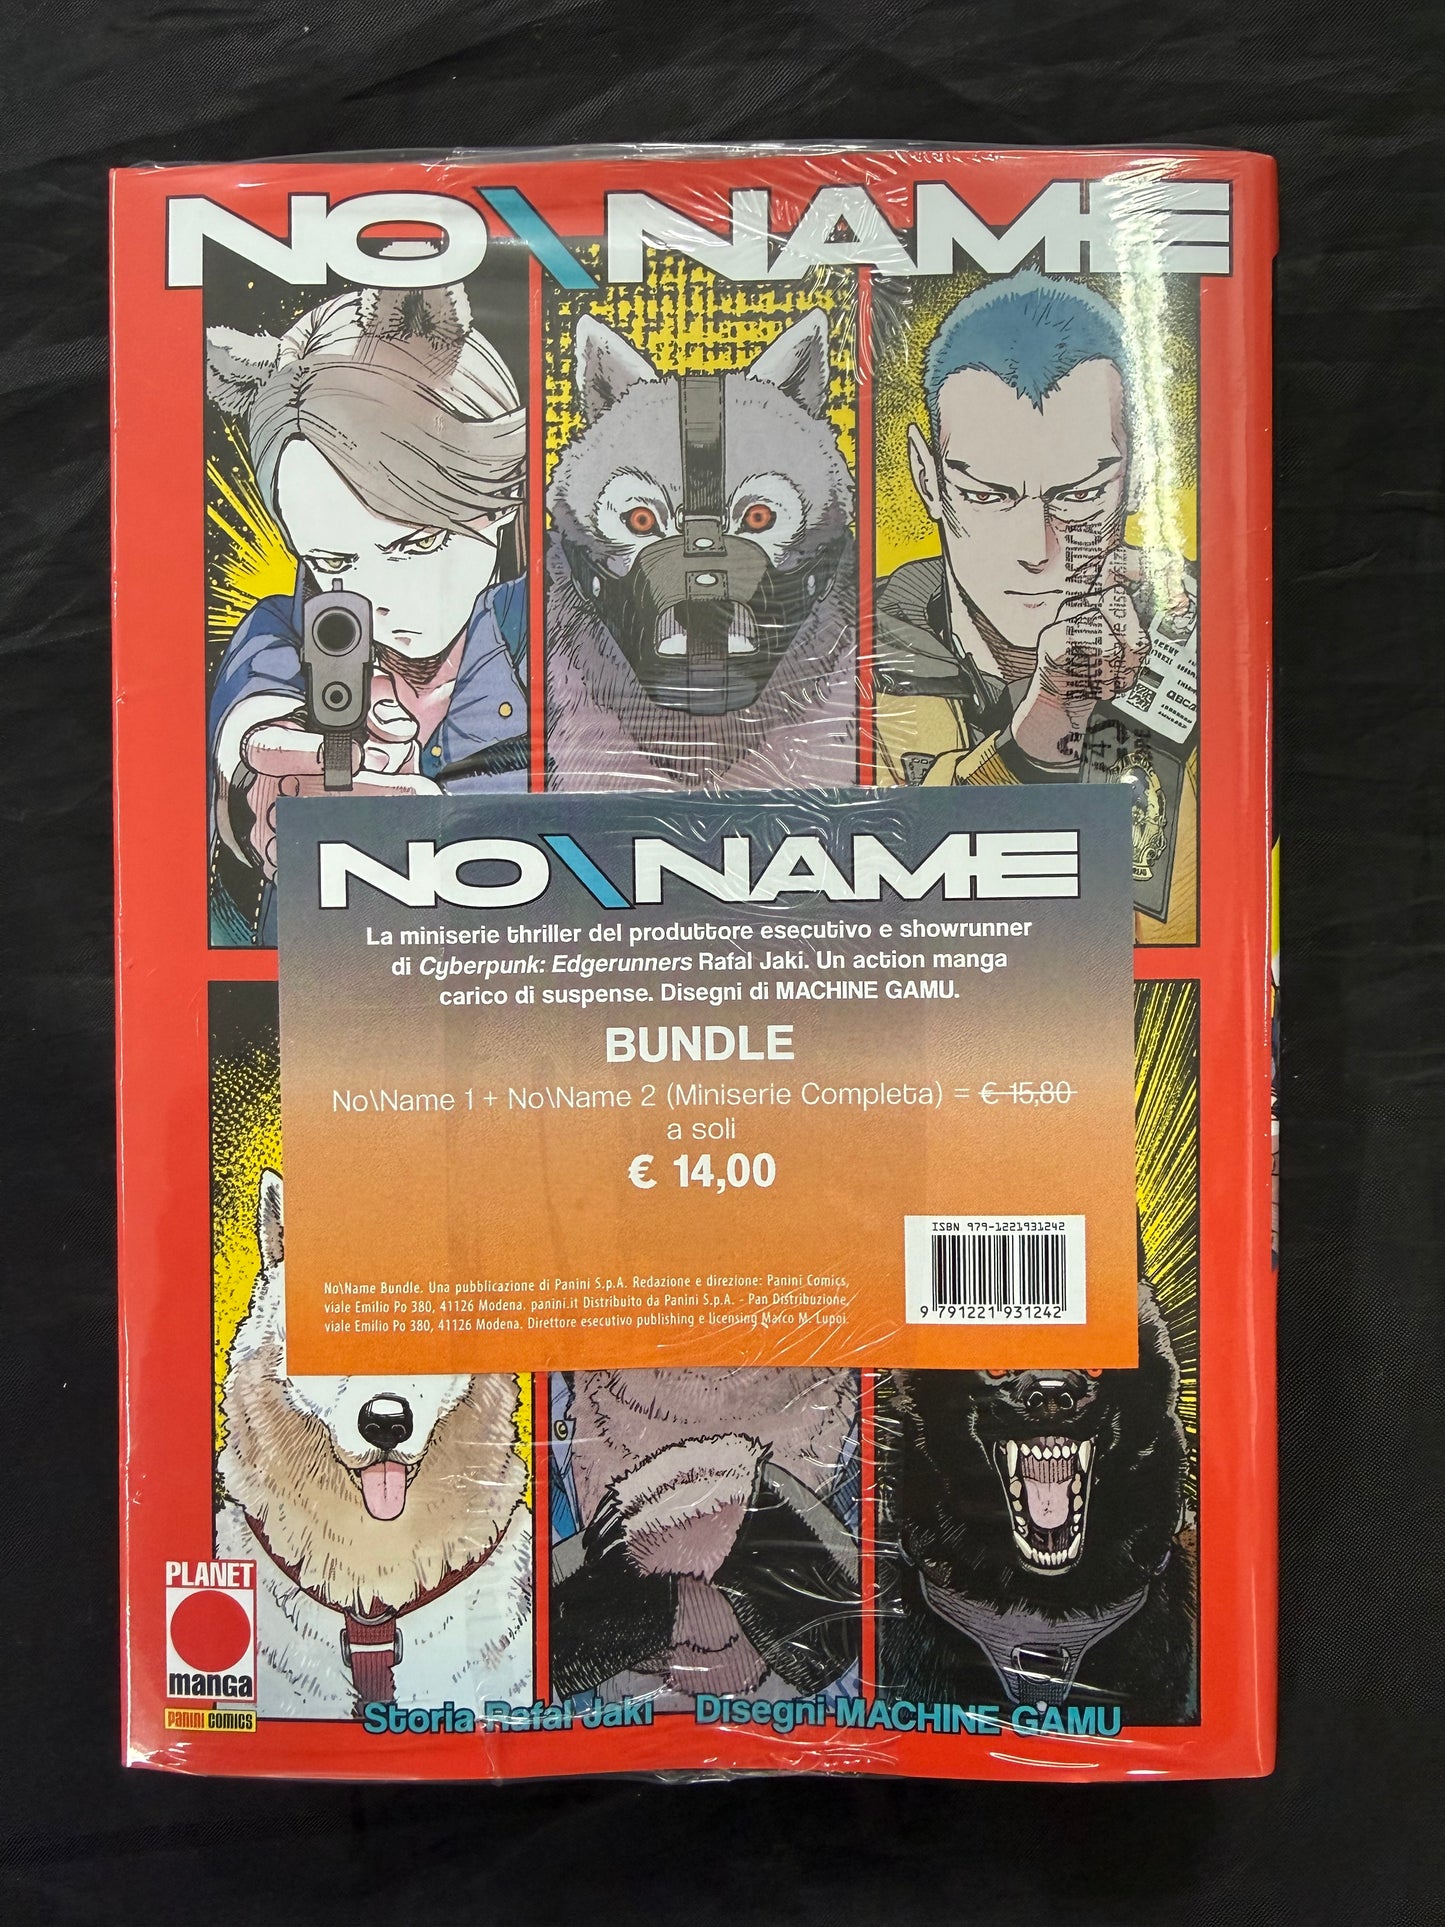 NO\NAME
NO\NAME
La miniserie thriller del produttore esecutivo e showrunner
di Cyberpunk: Edgerunners Rafal Jaki. Un action manga
carico di suspense. Disegni di MACHINE GAMU.
BUNDLE
No\Name 1 + No\Name 2 (Miniserie Completa) = € 15,80
a soli
€ 14,00
ISBN 979-1221931242
9 791221 931242
No\Name Bundle. Una pubblicazione di Panini S.p.A. Redazione e direzione: Panini Comics,
viale Emilio Po 380, 41126 Modena. panini.it Distribuito da Panini S.p.A. - Pan Distribuzione,
viale Emilio Po 380, 41126 Modena. Direttore esecutivo publishing e licensing Marco M. Lupoi.
PLANET
manga
PANINI COMICS
Storia Rafal Jaki Disegni MACHINE GAMU